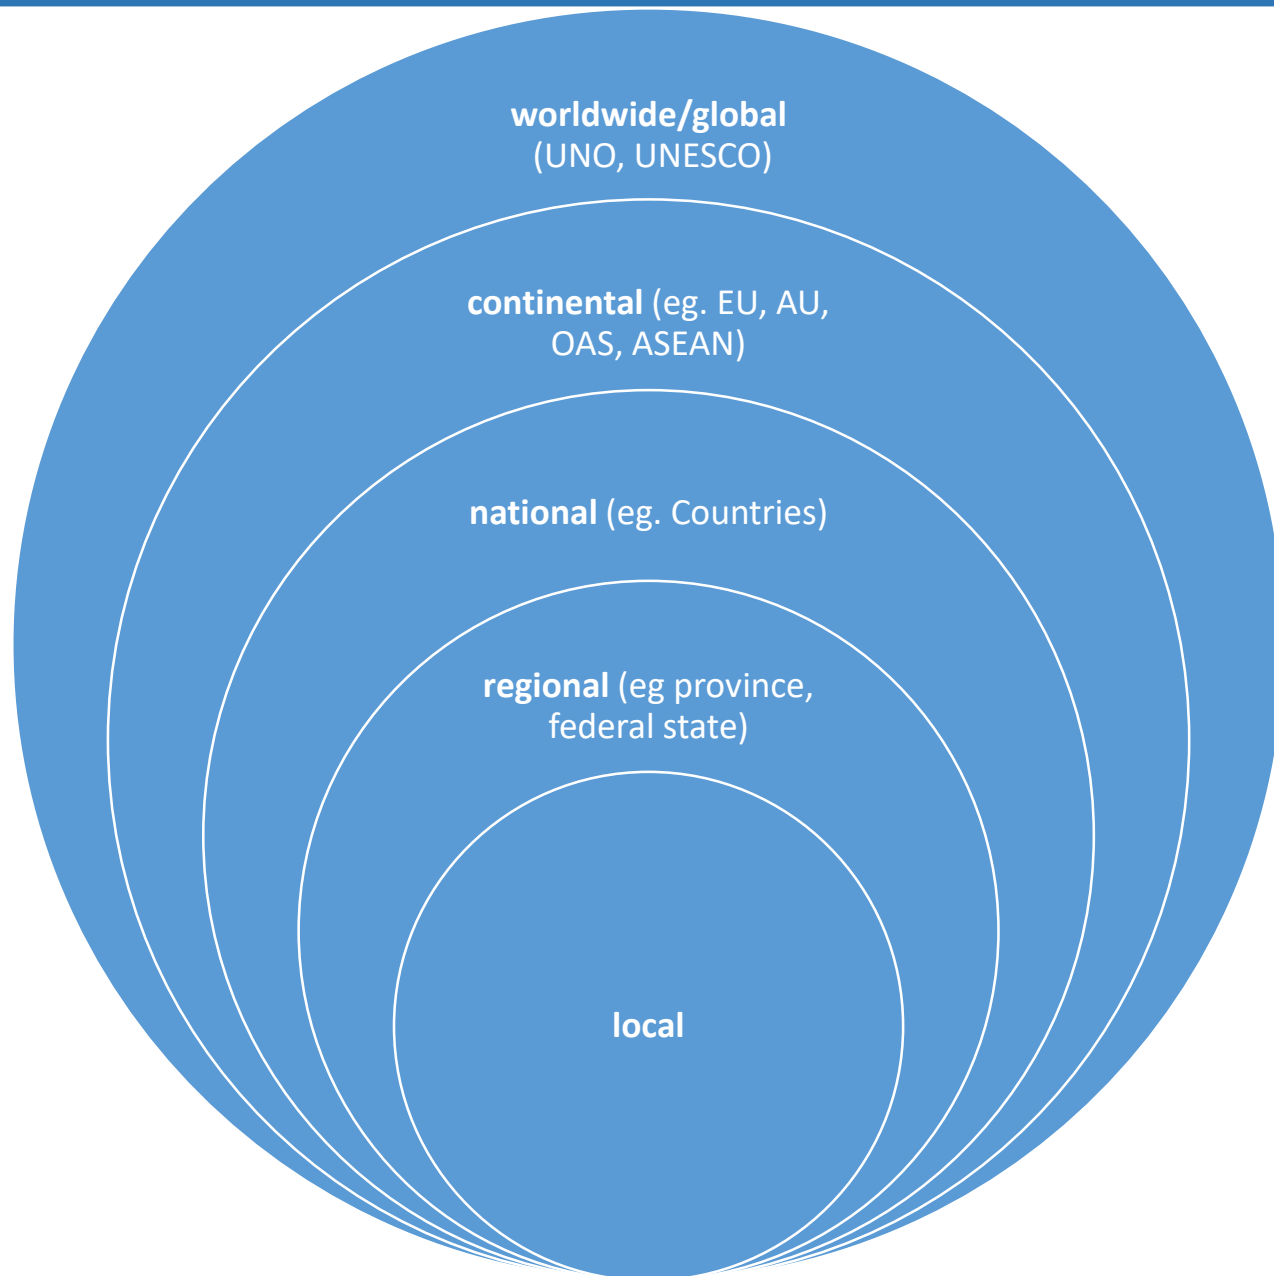 worldwide/global
(UNO, UNESCO)
continental (eg. EU, AU,
OAS, ASEAN)
national (eg. Countries)
regional (eg province,
federal state)
local